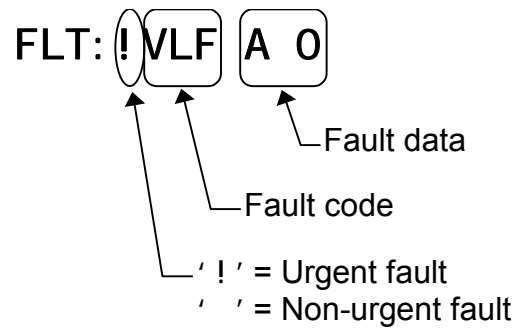 FLT:!VLF A 0
Fault data
Fault code
‘!’ = Urgent fault
‘ ’ = Non-urgent fault